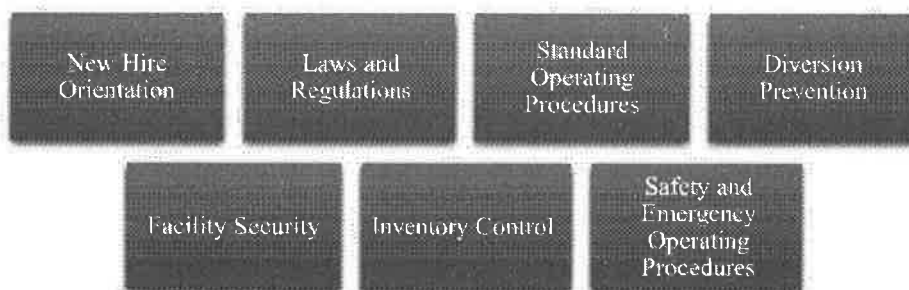 New Hire
Orientation
Laws and
Regulations
Standard
Operating
Procedures
Diversion
Prevention
Facility Security
Inventory Control
Safety and
Emergency
Operating
Procedures